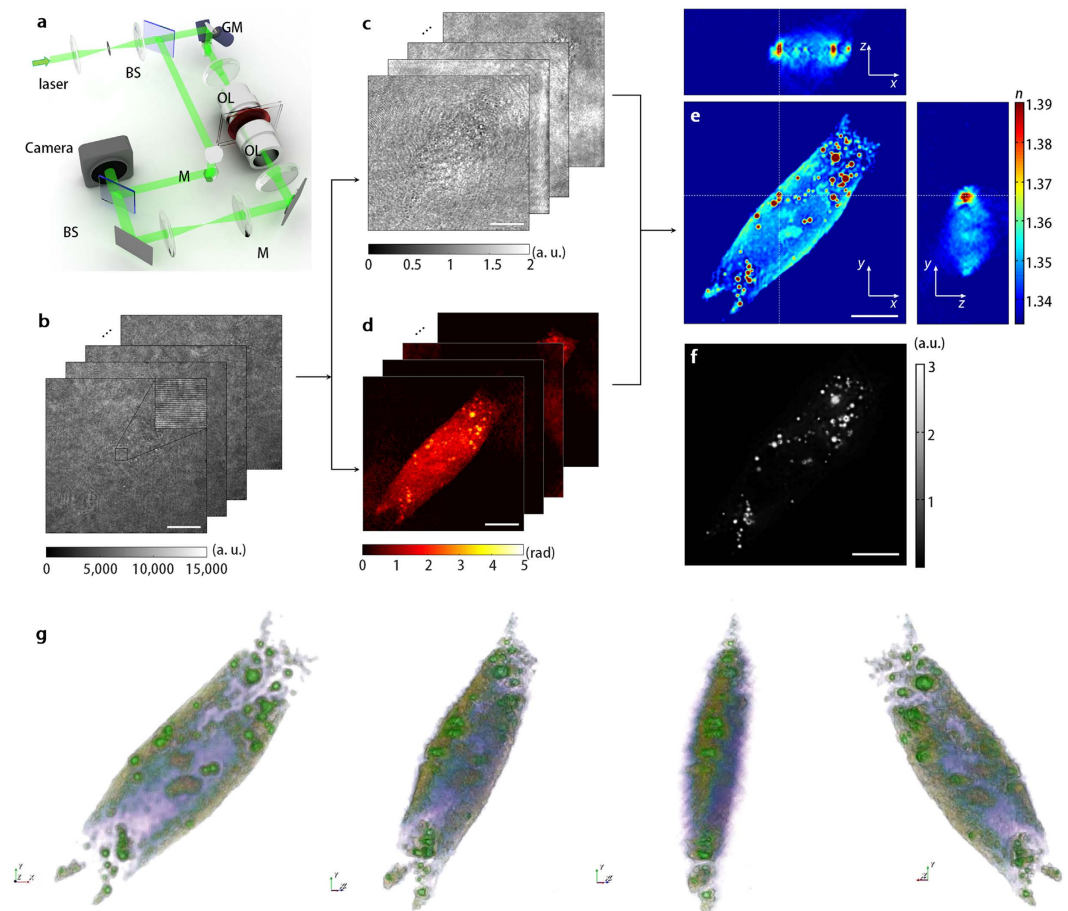 a
laser
BS
GM
OL
Camera
OL
M
BS
M
b
(a. u.)
0 5,000 10,000 15,000
c
(a. u.)
0 0.5 1 1.5 2
d
(rad)
0 1 2 3 4 5
z
x
e
y
x
y
z
n
1.39
1.38
1.37
1.36
1.35
1.34
f
(a.u.)
3
2
1
g
Y
Z
X
Y
Y
Y